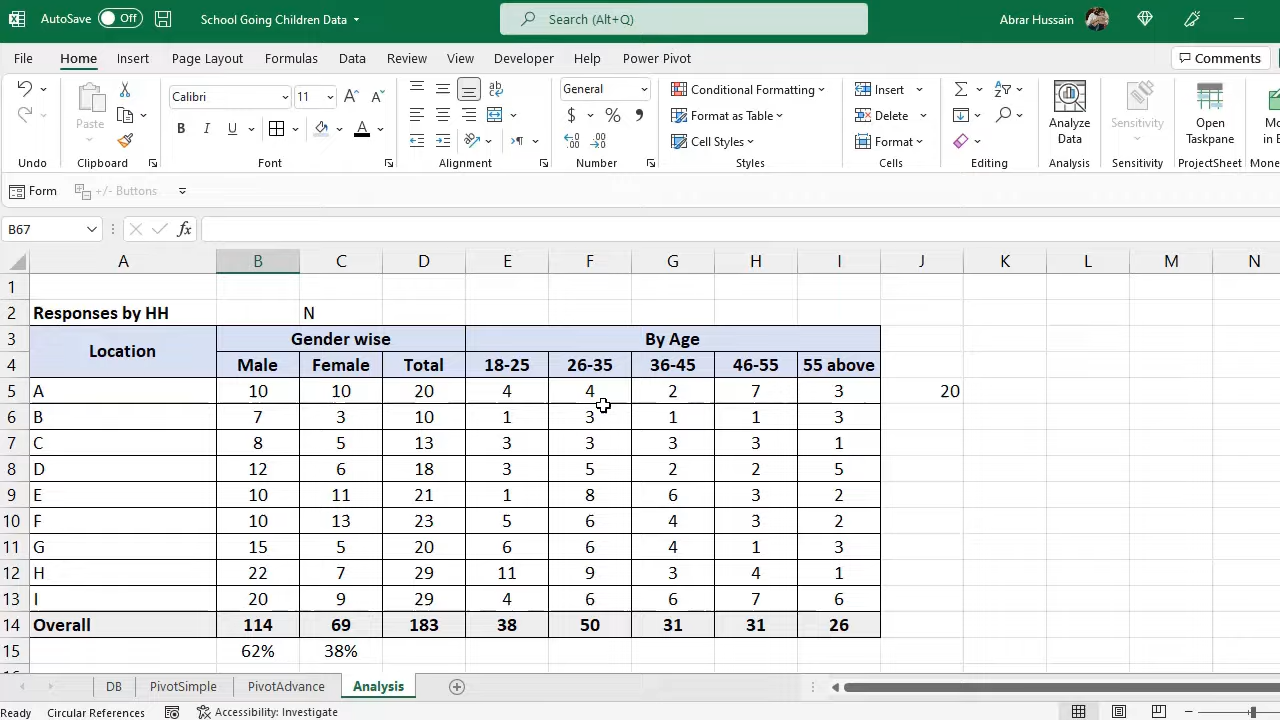 AutoSave Off School Going Children Data Search (Alt+Q) Abrar Hussain
File Home Insert Page Layout Formulas Data Review View Developer Help Power Pivot Comments
Calibri 11 General Conditional Formatting Insert
Paste Format as Table Delete Analyze Data Sensitivity Open Taskpane
B I U $ % Cell Styles Format
Undo Clipboard Font Alignment Number Styles Cells Editing Analysis Sensitivity ProjectSheet
Form +/- Buttons
B67 fx
A B C D E F G H I J K L M N
1
2 Responses by HH N
3 Location Gender wise By Age
4 Male Female Total 18-25 26-35 36-45 46-55 55 above
5 A 10 10 20 4 4 2 7 3 20
6 B 7 3 10 1 3 1 1 3
7 C 8 5 13 3 3 3 3 1
8 D 12 6 18 3 5 2 2 5
9 E 10 11 21 1 8 6 3 2
10 F 10 13 23 5 6 4 3 2
11 G 15 5 20 6 6 4 1 3
12 H 22 7 29 11 9 3 4 1
13 I 20 9 29 4 6 6 7 6
14 Overall 114 69 183 38 50 31 31 26
15 62% 38%
DB PivotSimple PivotAdvance Analysis
Ready Circular References Accessibility: Investigate